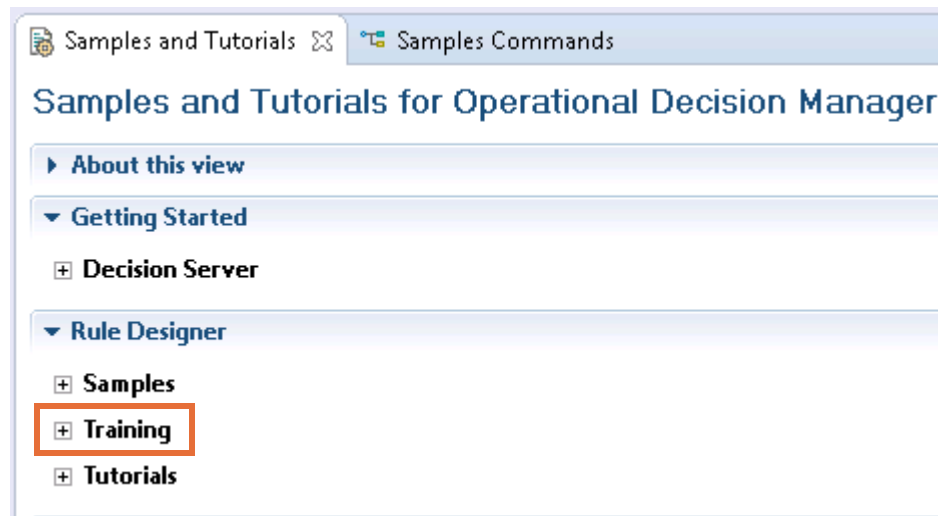 Samples and Tutorials Samples Commands
Samples and Tutorials for Operational Decision Manager
About this view
Getting Started
Decision Server
Rule Designer
Samples
Training
Tutorials